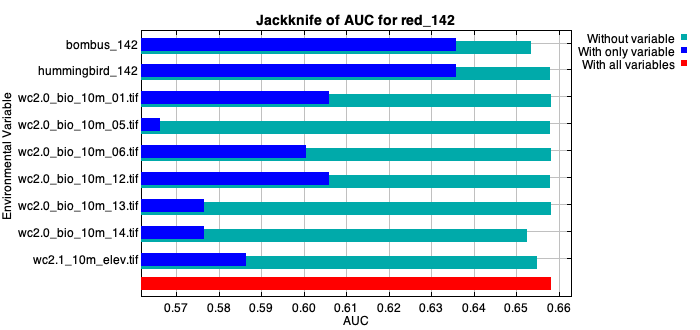 Jackknife of AUC for red_142
Environmental Variable
bombus_142
hummingbird_142
wc2.0_bio_10m_01.tif
wc2.0_bio_10m_05.tif
wc2.0_bio_10m_06.tif
wc2.0_bio_10m_12.tif
wc2.0_bio_10m_13.tif
wc2.0_bio_10m_14.tif
wc2.1_10m_elev.tif
Without variable
With only variable
With all variables
0.57 0.58 0.59 0.60 0.61 0.62 0.63 0.64 0.65 0.66
AUC